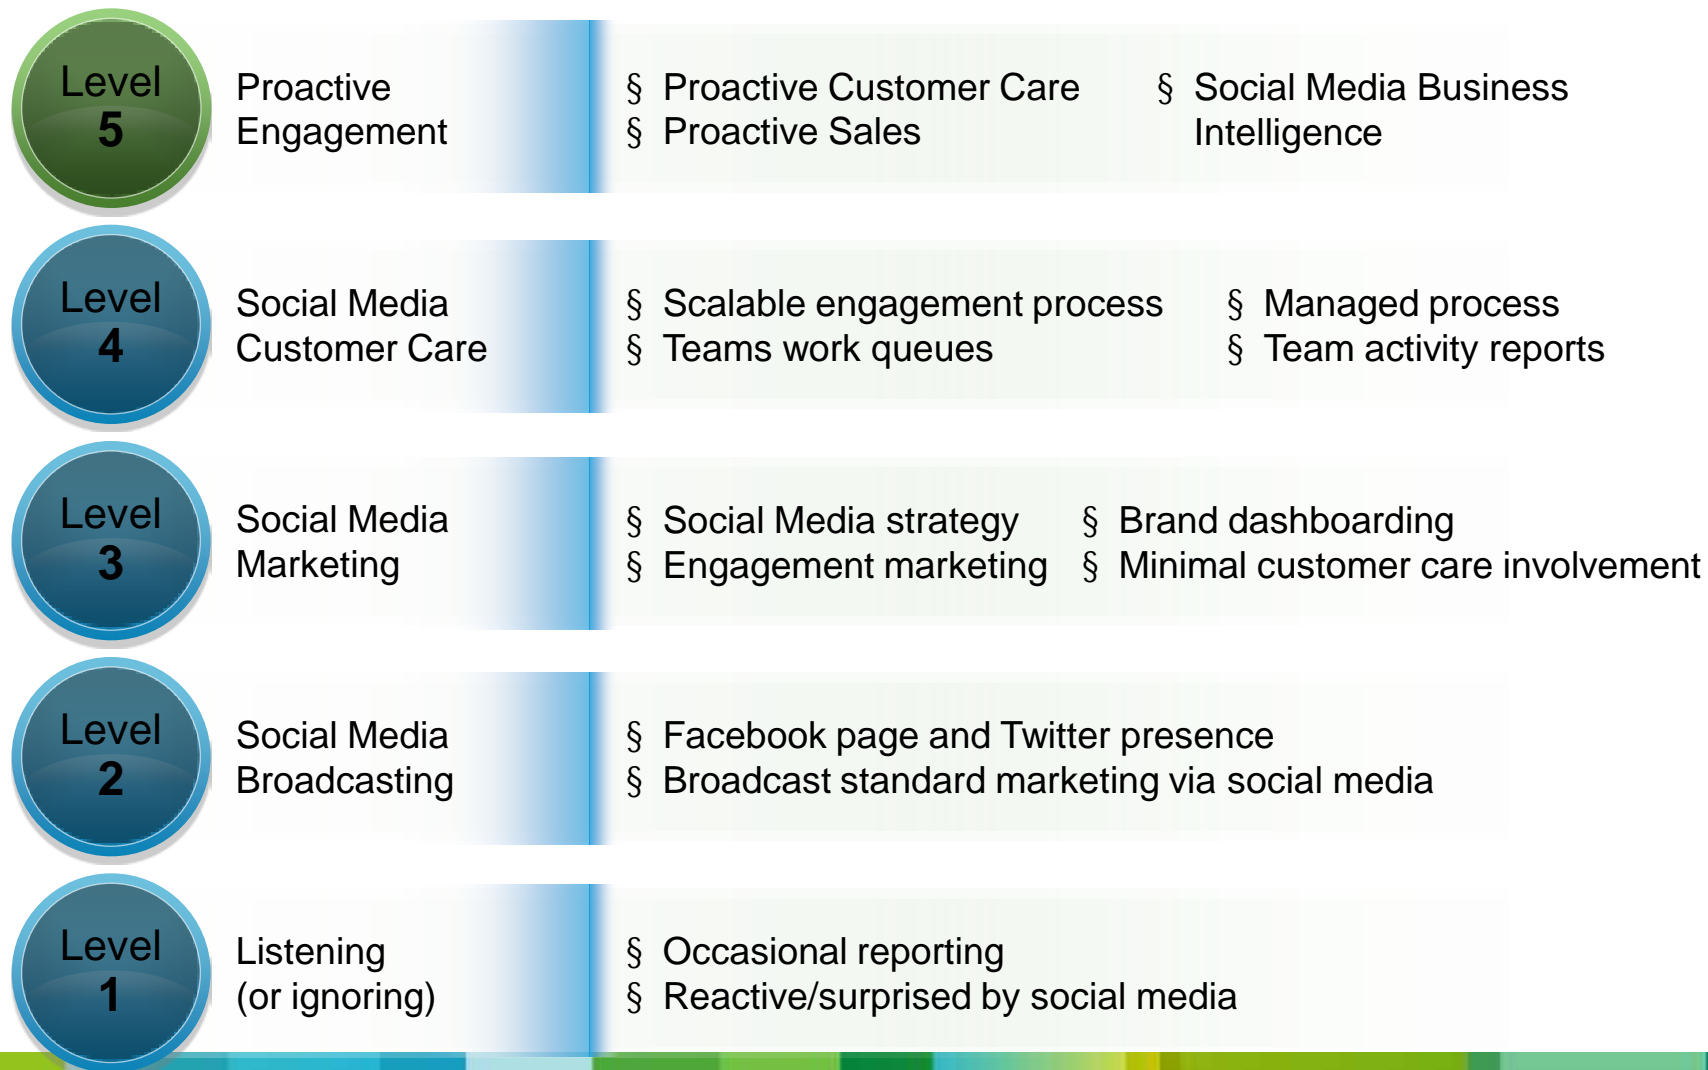 Level
5
Proactive
Engagement
§ Proactive Customer Care
§ Proactive Sales
§ Social Media Business
Intelligence
Level
4
Social Media
Customer Care
§ Scalable engagement process
§ Teams work queues
§ Managed process
§ Team activity reports
Level
3
Social Media
Marketing
§ Social Media strategy
§ Engagement marketing
§ Brand dashboarding
§ Minimal customer care involvement
Level
2
Social Media
Broadcasting
§ Facebook page and Twitter presence
§ Broadcast standard marketing via social media
Level
1
Listening
(or ignoring)
§ Occasional reporting
§ Reactive/surprised by social media